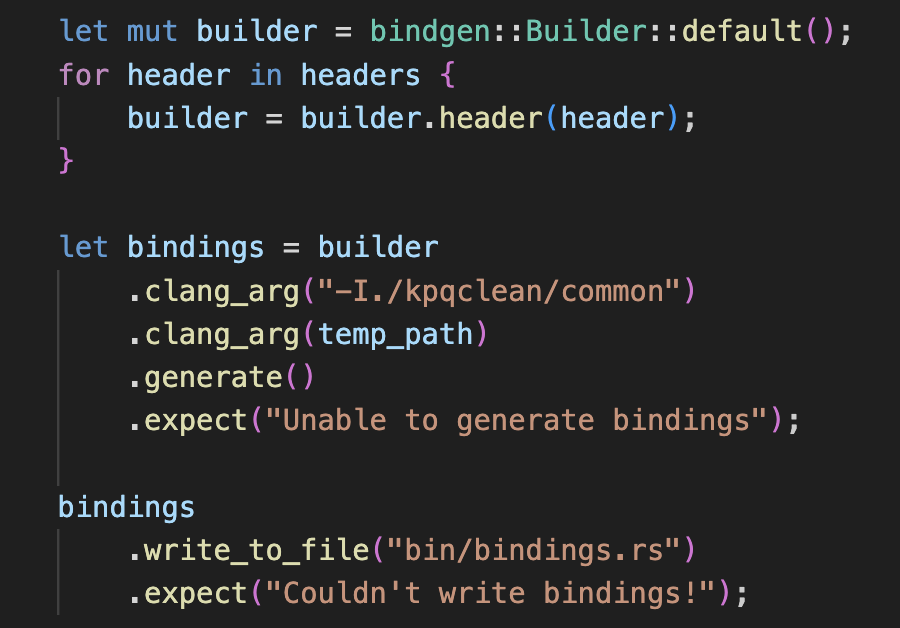 let mut builder = bindgen::Builder::default();
for header in headers {
    builder = builder.header(header);
}

let bindings = builder
    .clang_arg("-I./kpqclean/common")
    .clang_arg(temp_path)
    .generate()
    .expect("Unable to generate bindings");

bindings
    .write_to_file("bin/bindings.rs")
    .expect("Couldn't write bindings!");